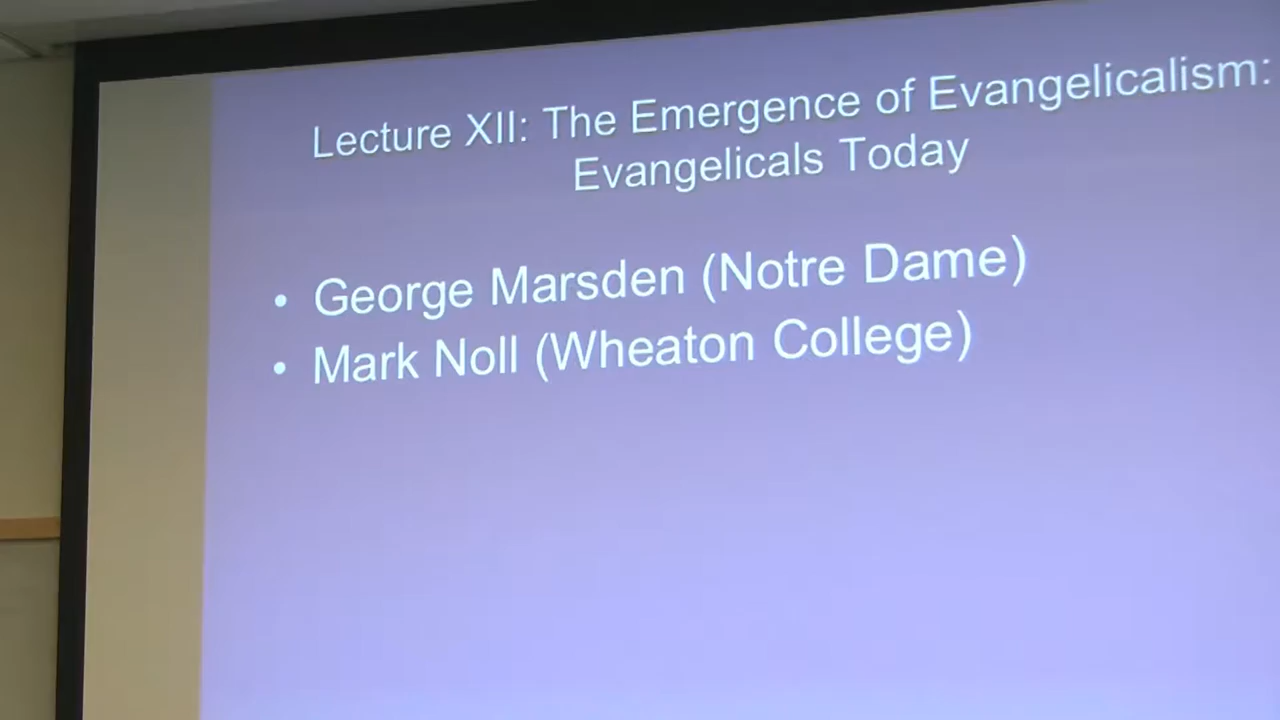 Lecture XII: The Emergence of Evangelicalism:
Evangelicals Today
• George Marsden (Notre Dame)
• Mark Noll (Wheaton College)